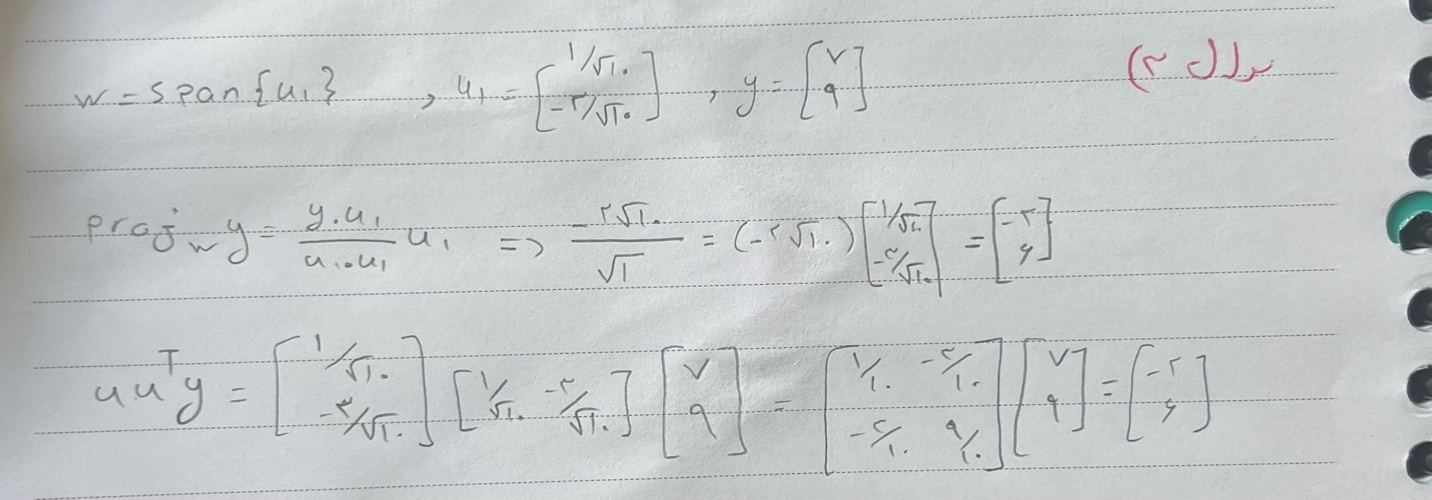 مثال ۲)
w = span{u₁} , u₁ = [۱/√۱۰ ; -۳/√۱۰] , y = [۷ ; ۹]
proj_w y = (y.u₁ / u₁.u₁) u₁ => -۲√۱۰ / √۱ = (-۲√۱۰)[۱/√۱۰ ; -۳/√۱۰] = [-۲ ; ۶]
uuᵀy = [۱/√۱۰ ; -۳/√۱۰] [۱/√۱۰ -۳/√۱۰] [۷ ; ۹] = [۱/۱۰ -۳/۱۰ ; -۳/۱۰ ۹/۱۰] [۷ ; ۹] = [-۲ ; ۶]